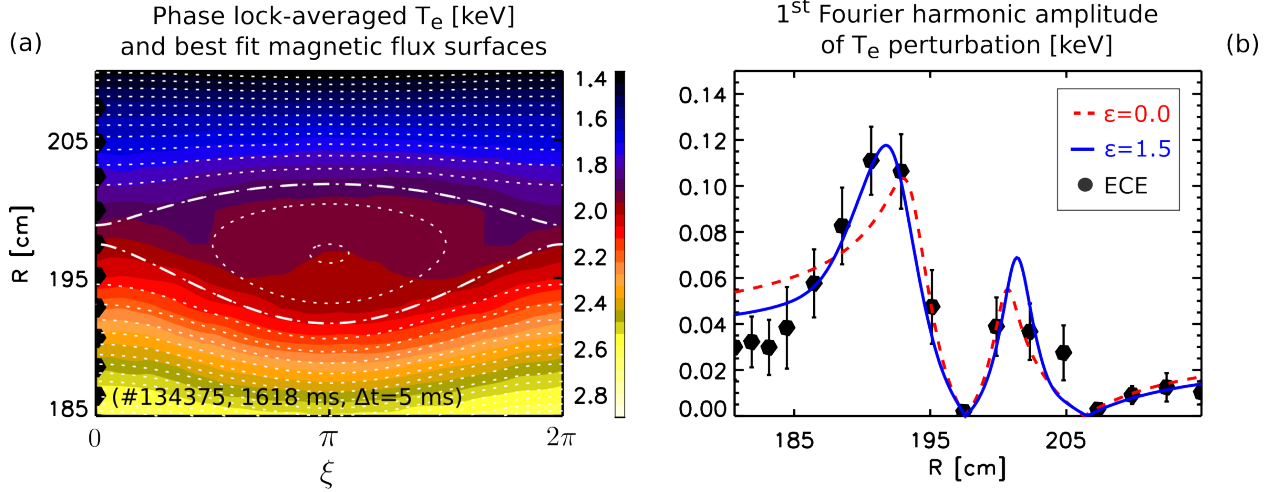 (a)
Phase lock-averaged Te [keV]
and best fit magnetic flux surfaces
R [cm]
205
195
185
(#134375, 1618 ms, Δt=5 ms)
0
π
2π
ξ
1.4
1.6
1.8
2.0
2.2
2.4
2.6
2.8
1st Fourier harmonic amplitude
of Te perturbation [keV]
(b)
0.14
0.12
0.10
0.08
0.06
0.04
0.02
0.00
ε=0.0
ε=1.5
ECE
185
195
205
R [cm]